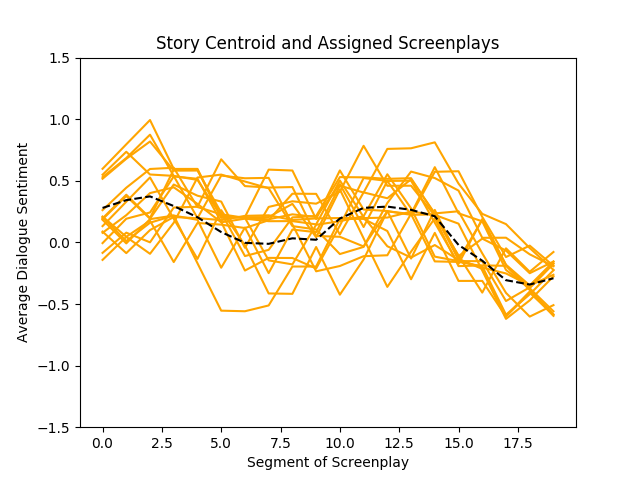 Story Centroid and Assigned Screenplays
Average Dialogue Sentiment
1.5
1.0
0.5
0.0
−0.5
−1.0
−1.5
0.0 2.5 5.0 7.5 10.0 12.5 15.0 17.5
Segment of Screenplay